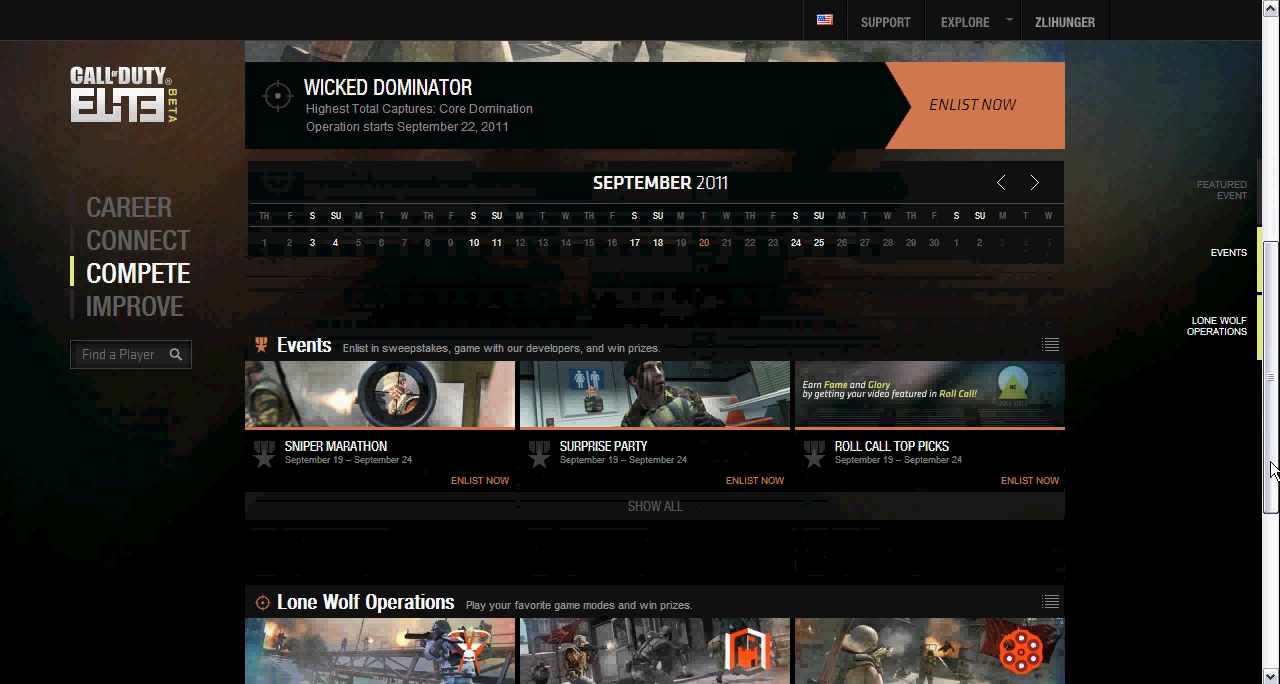 SUPPORT EXPLORE ZLIHUNGER
CALL OF DUTY®
ELITE BETA
WICKED DOMINATOR
Highest Total Captures: Core Domination
Operation starts September 22, 2011
ENLIST NOW
CAREER
CONNECT
COMPETE
IMPROVE
Find a Player
SEPTEMBER 2011
TH F S SU M T W TH F S SU M T W TH F S SU M T W TH F S SU M T W TH F S SU M T W
1 2 3 4 5 6 7 8 9 10 11 12 13 14 15 16 17 18 19 20 21 22 23 24 25 26 27 28 29 30 1 2 3 4 5
FEATURED
EVENT
EVENTS
LONE WOLF
OPERATIONS
Events Enlist in sweepstakes, game with our developers, and win prizes.
Earn Fame and Glory
by getting your video featured in Roll Call!
RC
ROLL CALL
SNIPER MARATHON
September 19 – September 24
ENLIST NOW
SURPRISE PARTY
September 19 – September 24
ENLIST NOW
ROLL CALL TOP PICKS
September 19 – September 24
ENLIST NOW
SHOW ALL
Lone Wolf Operations Play your favorite game modes and win prizes.